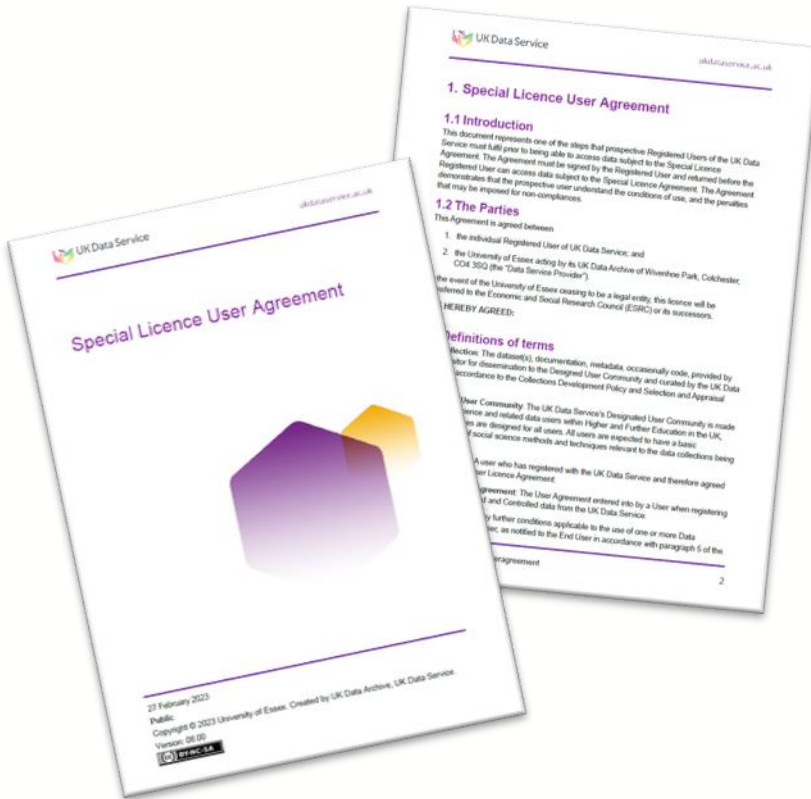 UK Data Service
ukdataservice.ac.uk
Special Licence User Agreement
27 February 2023
Public
Copyright © 2023 University of Essex. Created by UK Data Archive, UK Data Service.
Version: 08.00
BY-NC-SA
UK Data Service
ukdataservice.ac.uk
1. Special Licence User Agreement
1.1 Introduction
This document represents one of the steps that prospective Registered Users of the UK Data
Service must fulfil prior to being able to access data subject to the Special Licence
Agreement. The Agreement must be signed by the Registered User and returned before the
Registered User can access data subject to the Special Licence Agreement. The Agreement
demonstrates that the prospective user understand the conditions of use, and the penalties
that may be imposed for non-compliances.
1.2 The Parties
This Agreement is agreed between
1. the individual Registered User of UK Data Service; and
2. the University of Essex acting by its UK Data Archive of Wivenhoe Park, Colchester,
CO4 3SQ (the "Data Service Provider").
the event of the University of Essex ceasing to be a legal entity, this licence will be
nsferred to the Economic and Social Research Council (ESRC) or its successors.
HEREBY AGREED:
Definitions of terms
llection: The dataset(s), documentation, metadata, occasionally code, provided by
sitor for dissemination to the Designed User Community and curated by the UK Data
accordance to the Collections Development Policy and Selection and Appraisal
User Community: The UK Data Service's Designated User Community is made
ence and related data users within Higher and Further Education in the UK,
es are designed for all users. All users are expected to have a basic
of social science methods and techniques relevant to the data collections being
A user who has registered with the UK Data Service and therefore agreed
ser Licence Agreement.
greement: The User Agreement entered into by a User when registering
d and Controlled data from the UK Data Service.
y further conditions applicable to the use of one or more Data
er, as notified to the End User in accordance with paragraph 5 of the
eragreement
2